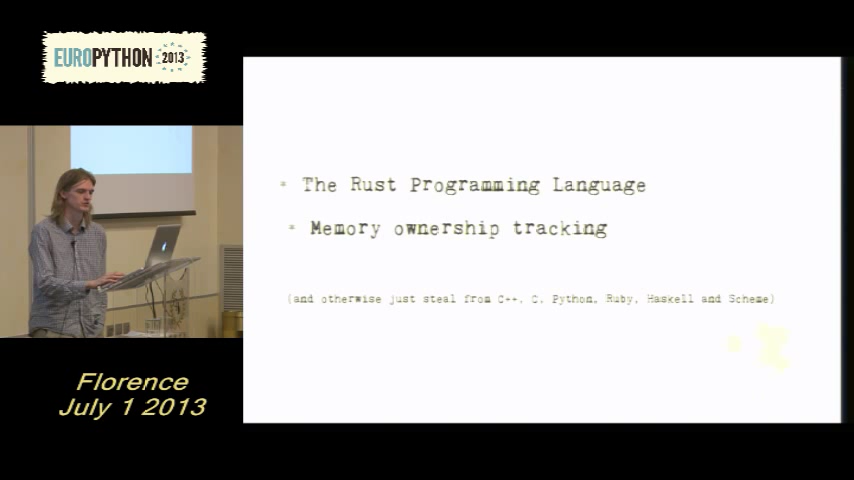 EUROPYTHON 2013
* The Rust Programming Language
* Memory ownership tracking
(and otherwise just steal from C++, C, Python, Ruby, Haskell and Scheme)
Florence
July 1 2013